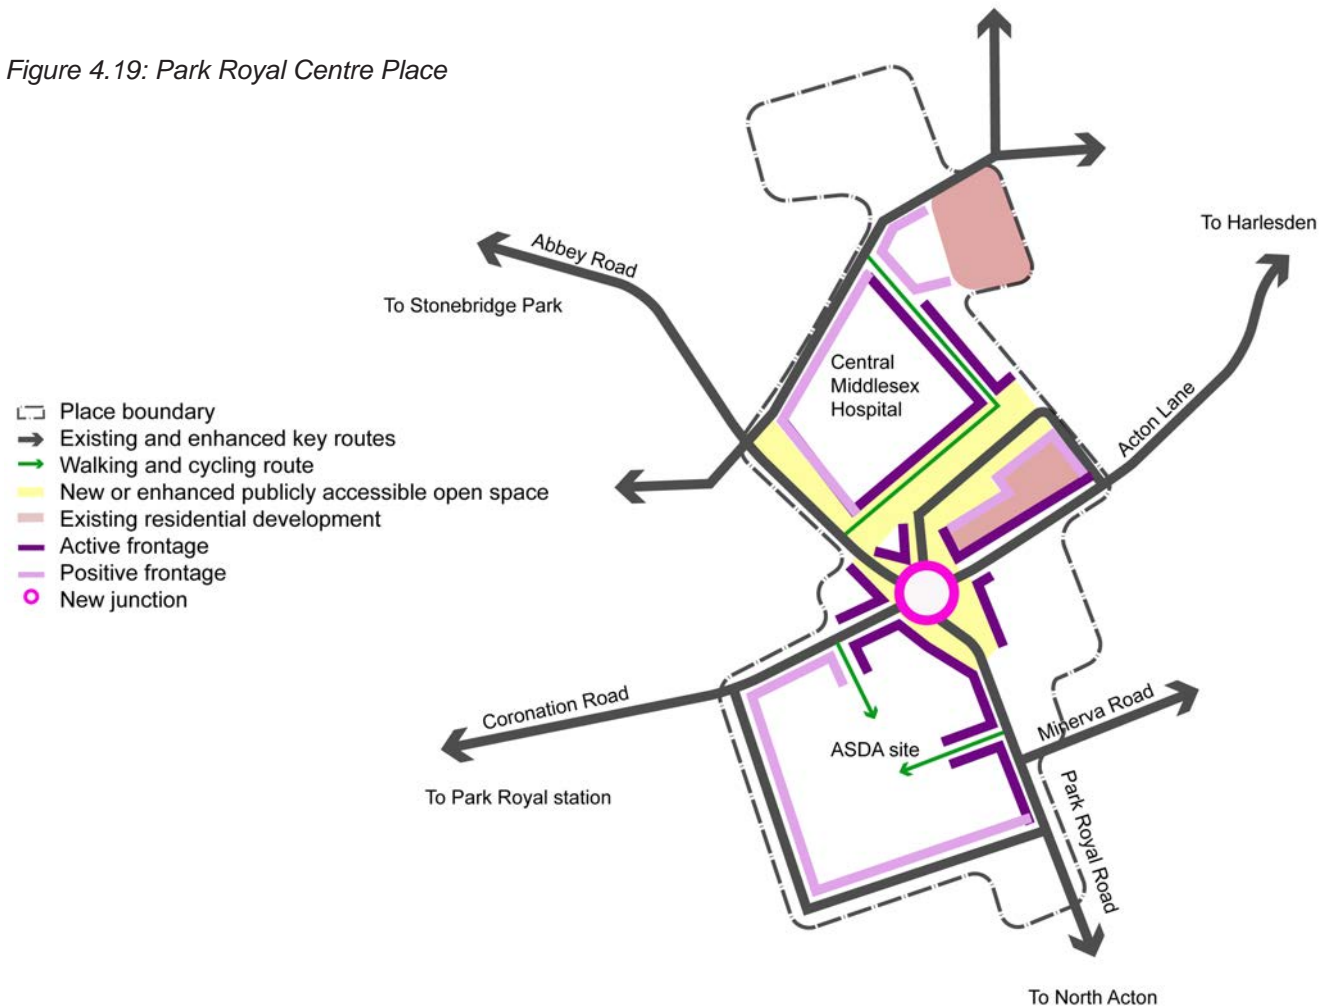 Figure 4.19: Park Royal Centre Place
To Harlesden
Abbey Road
To Stonebridge Park
Central
Middlesex
Hospital
Acton Lane
Place boundary
Existing and enhanced key routes
Walking and cycling route
New or enhanced publicly accessible open space
Existing residential development
Active frontage
Positive frontage
New junction
Coronation Road
Minerva Road
ASDA site
To Park Royal station
Park Royal Road
To North Acton